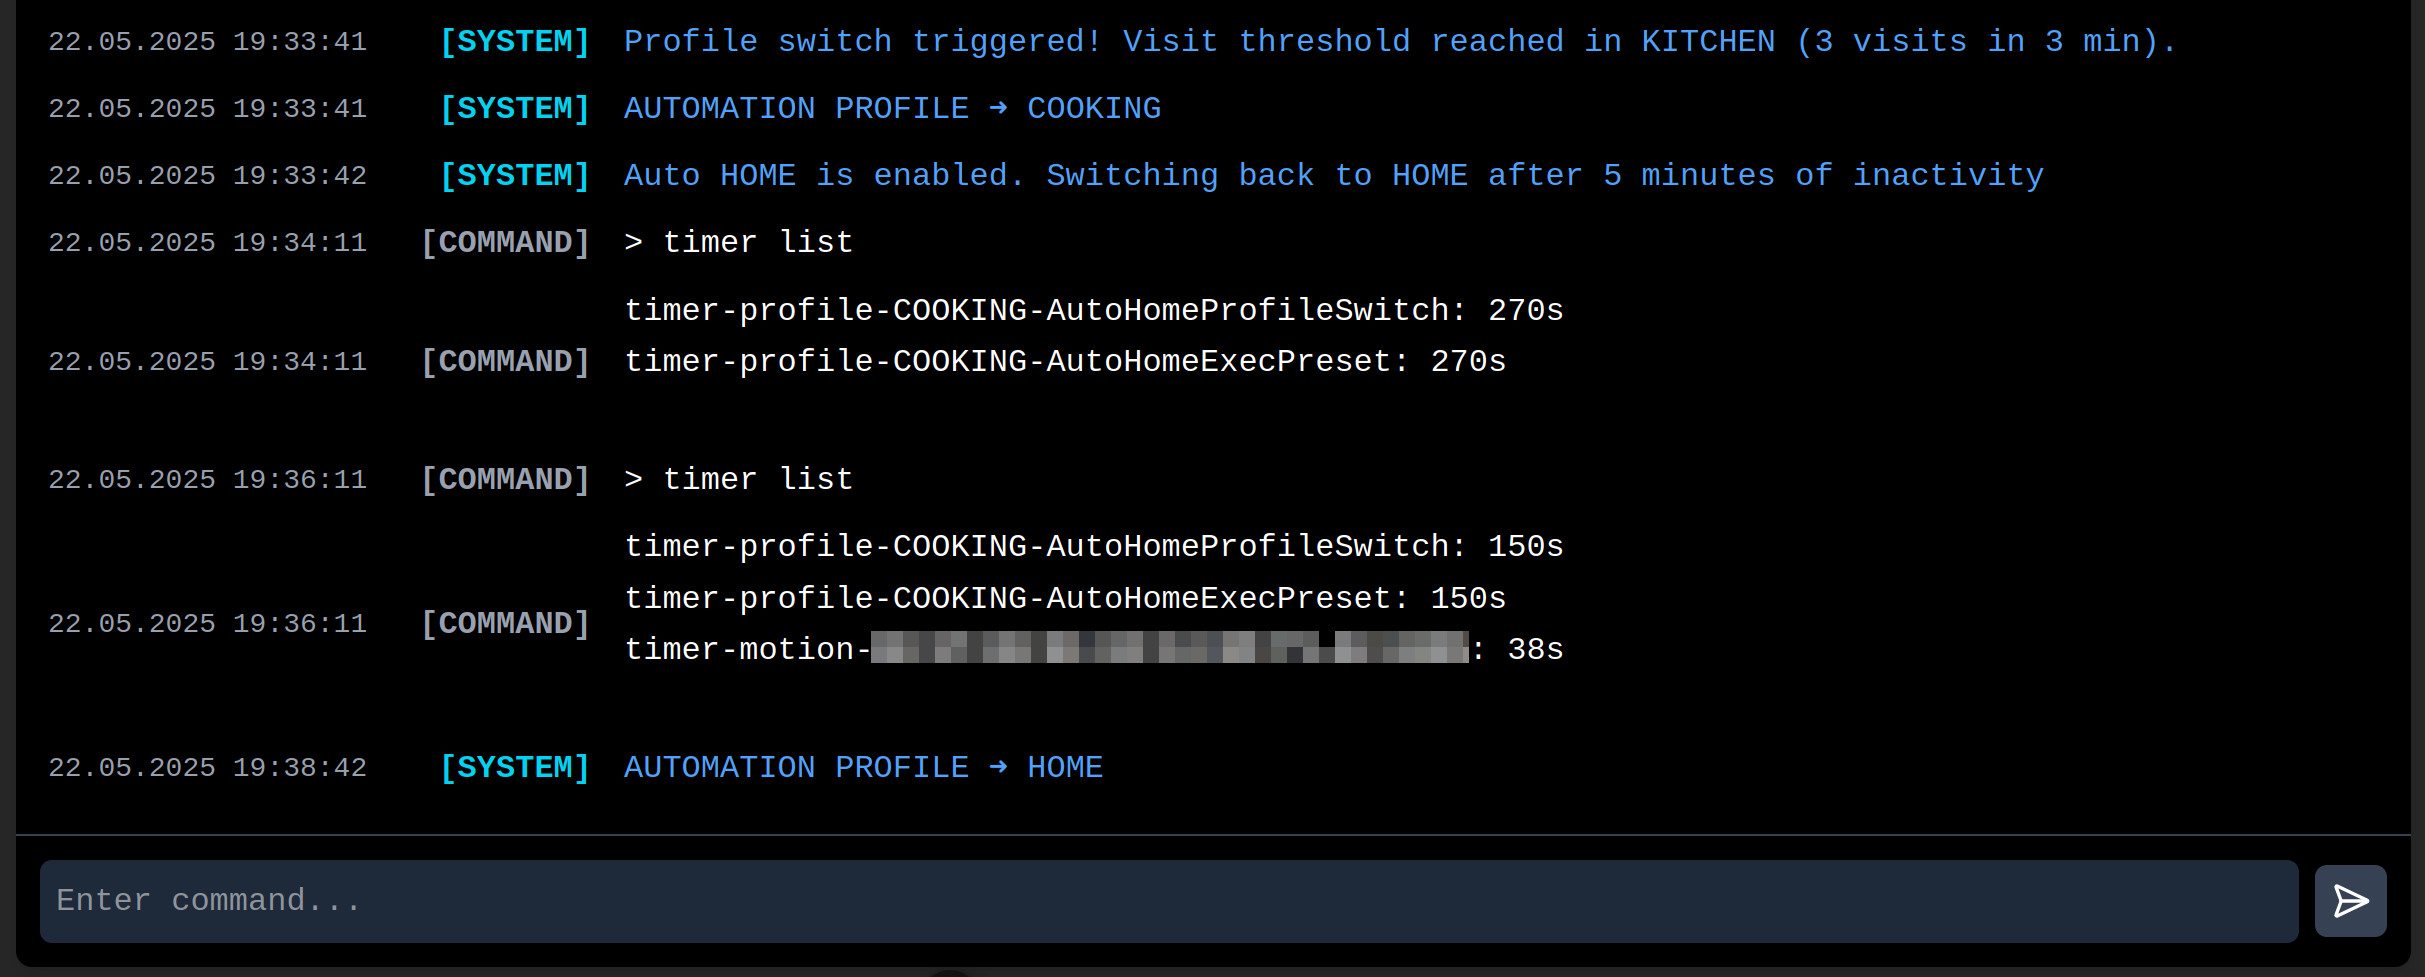 22.05.2025 19:33:41 [SYSTEM] Profile switch triggered! Visit threshold reached in KITCHEN (3 visits in 3 min).
22.05.2025 19:33:41 [SYSTEM] AUTOMATION PROFILE ➜ COOKING
22.05.2025 19:33:42 [SYSTEM] Auto HOME is enabled. Switching back to HOME after 5 minutes of inactivity
22.05.2025 19:34:11 [COMMAND] > timer list
timer-profile-COOKING-AutoHomeProfileSwitch: 270s
22.05.2025 19:34:11 [COMMAND] timer-profile-COOKING-AutoHomeExecPreset: 270s
22.05.2025 19:36:11 [COMMAND] > timer list
timer-profile-COOKING-AutoHomeProfileSwitch: 150s
timer-profile-COOKING-AutoHomeExecPreset: 150s
22.05.2025 19:36:11 [COMMAND]
timer-motion- : 38s
22.05.2025 19:38:42 [SYSTEM] AUTOMATION PROFILE ➜ HOME
Enter command...